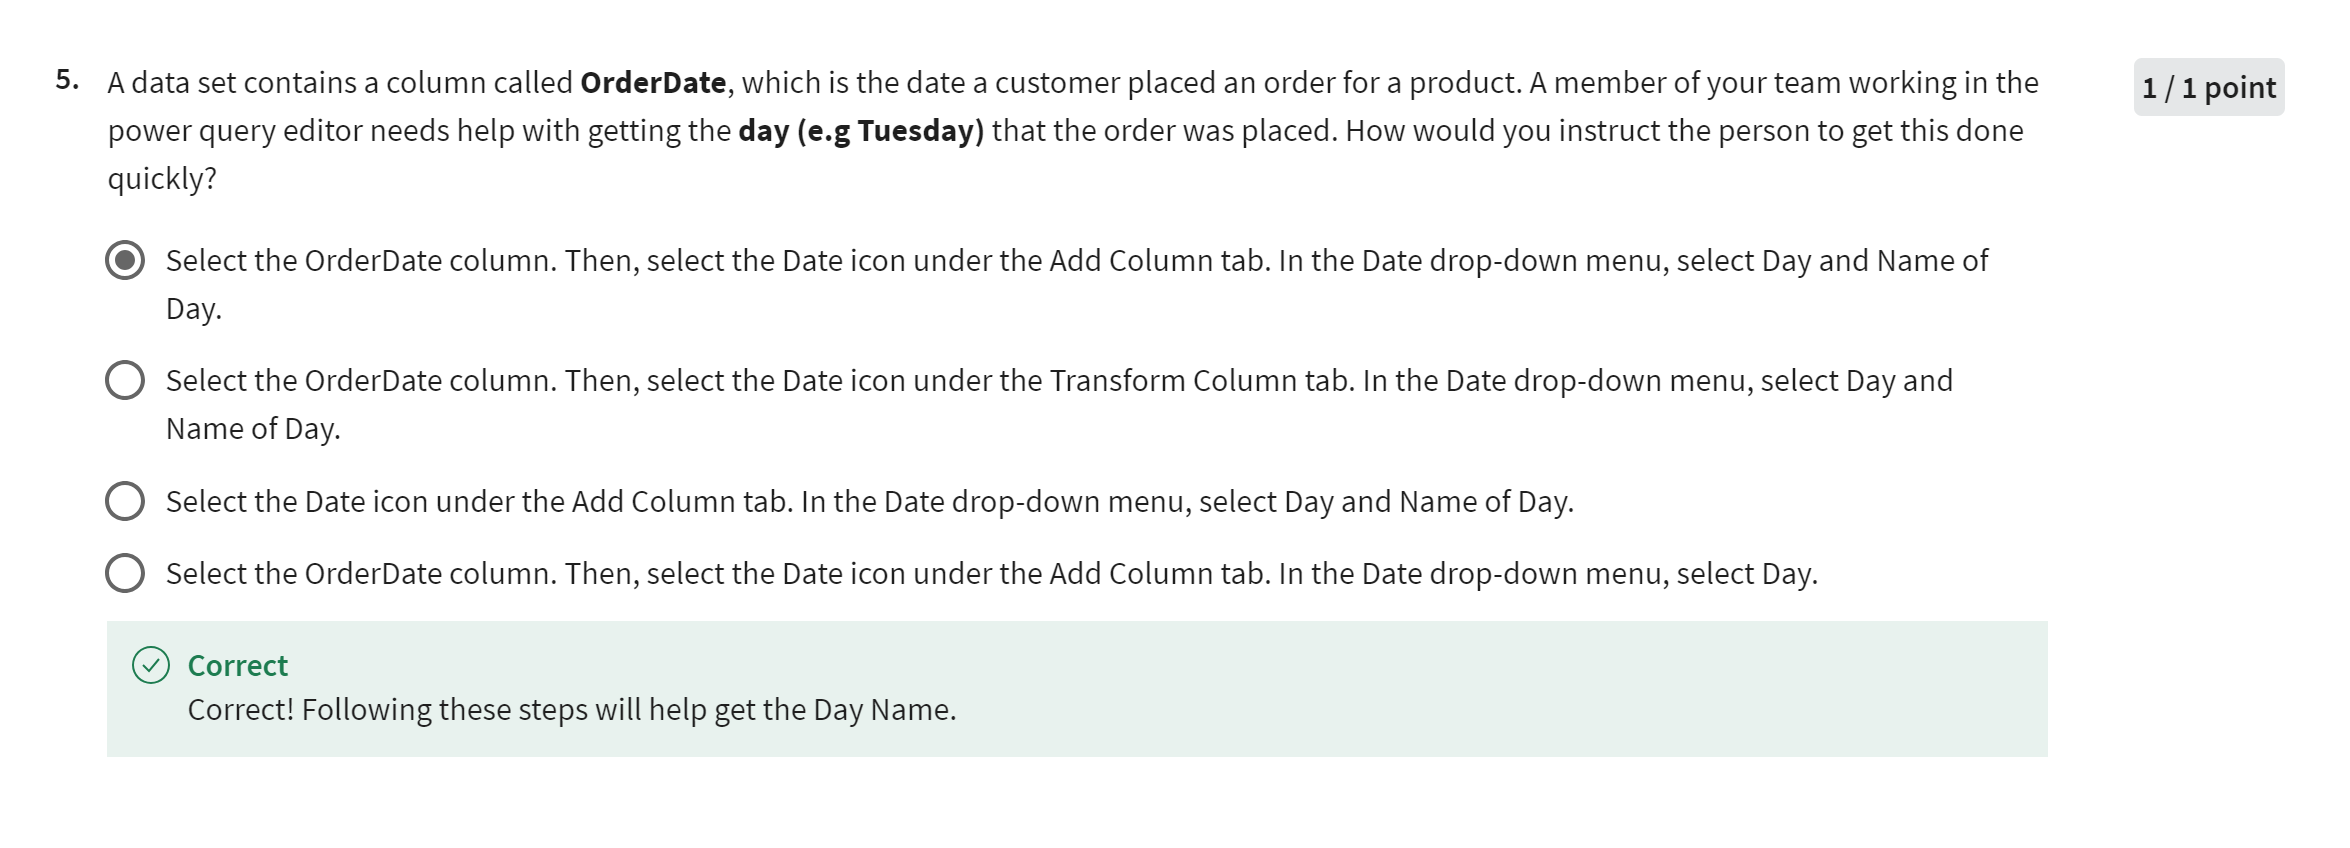 5. A data set contains a column called OrderDate, which is the date a customer placed an order for a product. A member of your team working in the
1 / 1 point
power query editor needs help with getting the day (e.g Tuesday) that the order was placed. How would you instruct the person to get this done
quickly?
Select the OrderDate column. Then, select the Date icon under the Add Column tab. In the Date drop-down menu, select Day and Name of
Day.
Select the OrderDate column. Then, select the Date icon under the Transform Column tab. In the Date drop-down menu, select Day and
Name of Day.
Select the Date icon under the Add Column tab. In the Date drop-down menu, select Day and Name of Day.
Select the OrderDate column. Then, select the Date icon under the Add Column tab. In the Date drop-down menu, select Day.
Correct
Correct! Following these steps will help get the Day Name.